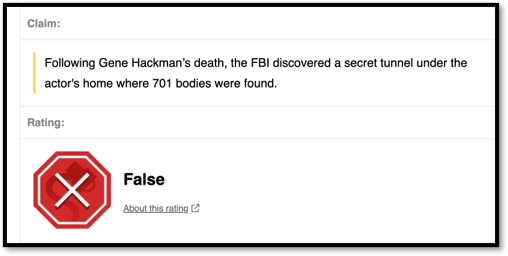 Claim:
Following Gene Hackman’s death, the FBI discovered a secret tunnel under the
actor's home where 701 bodies were found.
Rating:
False
About this rating